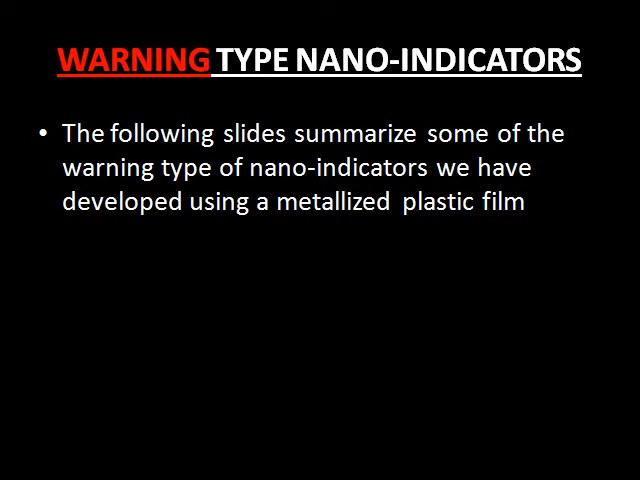 WARNING TYPE NANO-INDICATORS
• The following slides summarize some of the
warning type of nano-indicators we have
developed using a metallized plastic film